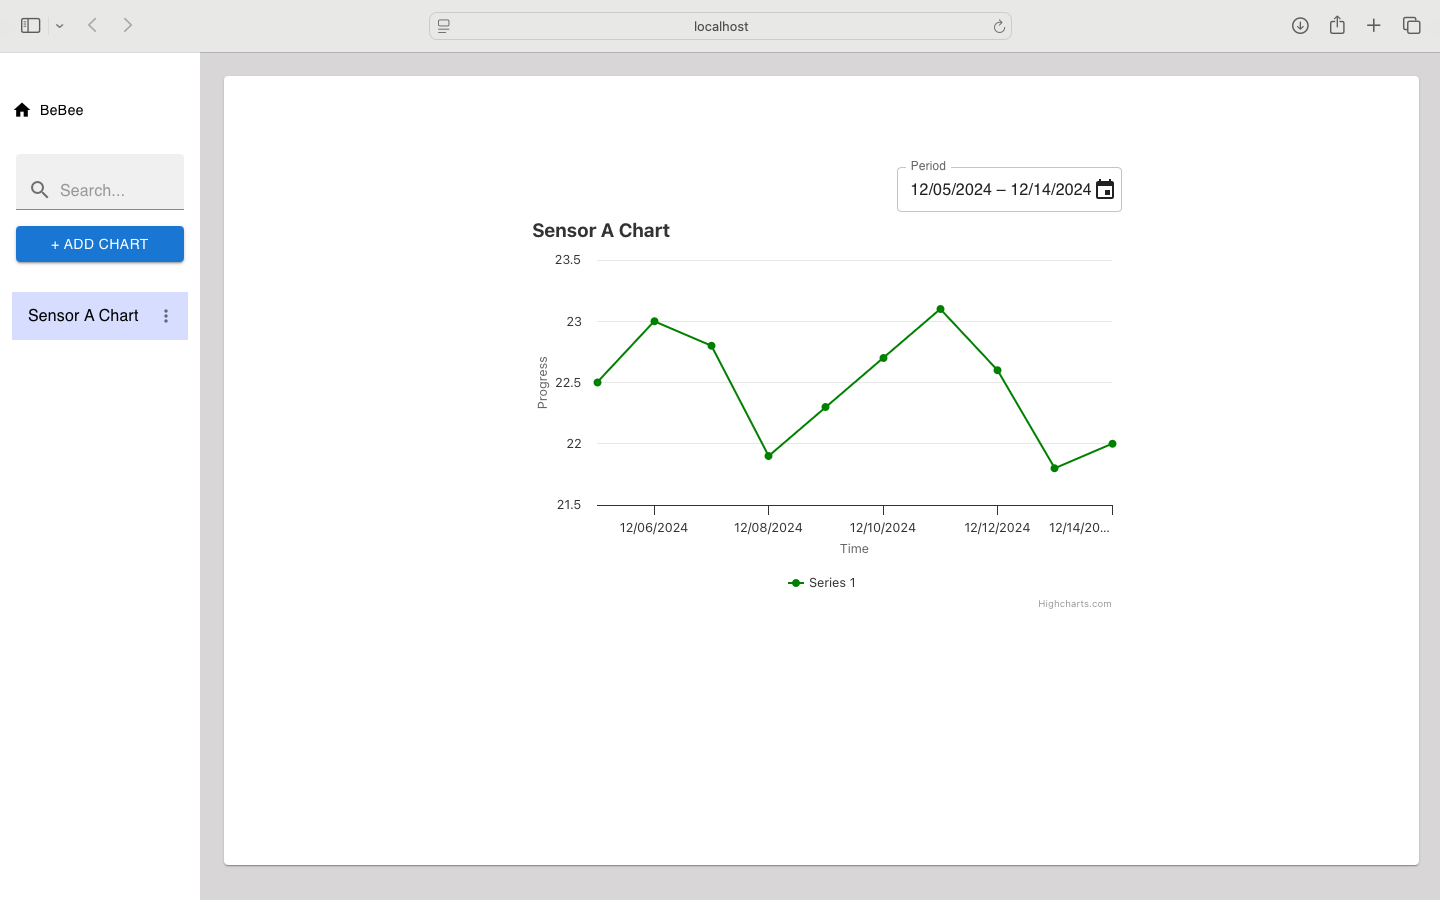 localhost
BeBee
Search...
+ ADD CHART
Sensor A Chart
Period
12/05/2024 – 12/14/2024
Sensor A Chart
23.5
23
22.5
22
21.5
Progress
12/06/2024 12/08/2024 12/10/2024 12/12/2024 12/14/20...
Time
Series 1
Highcharts.com